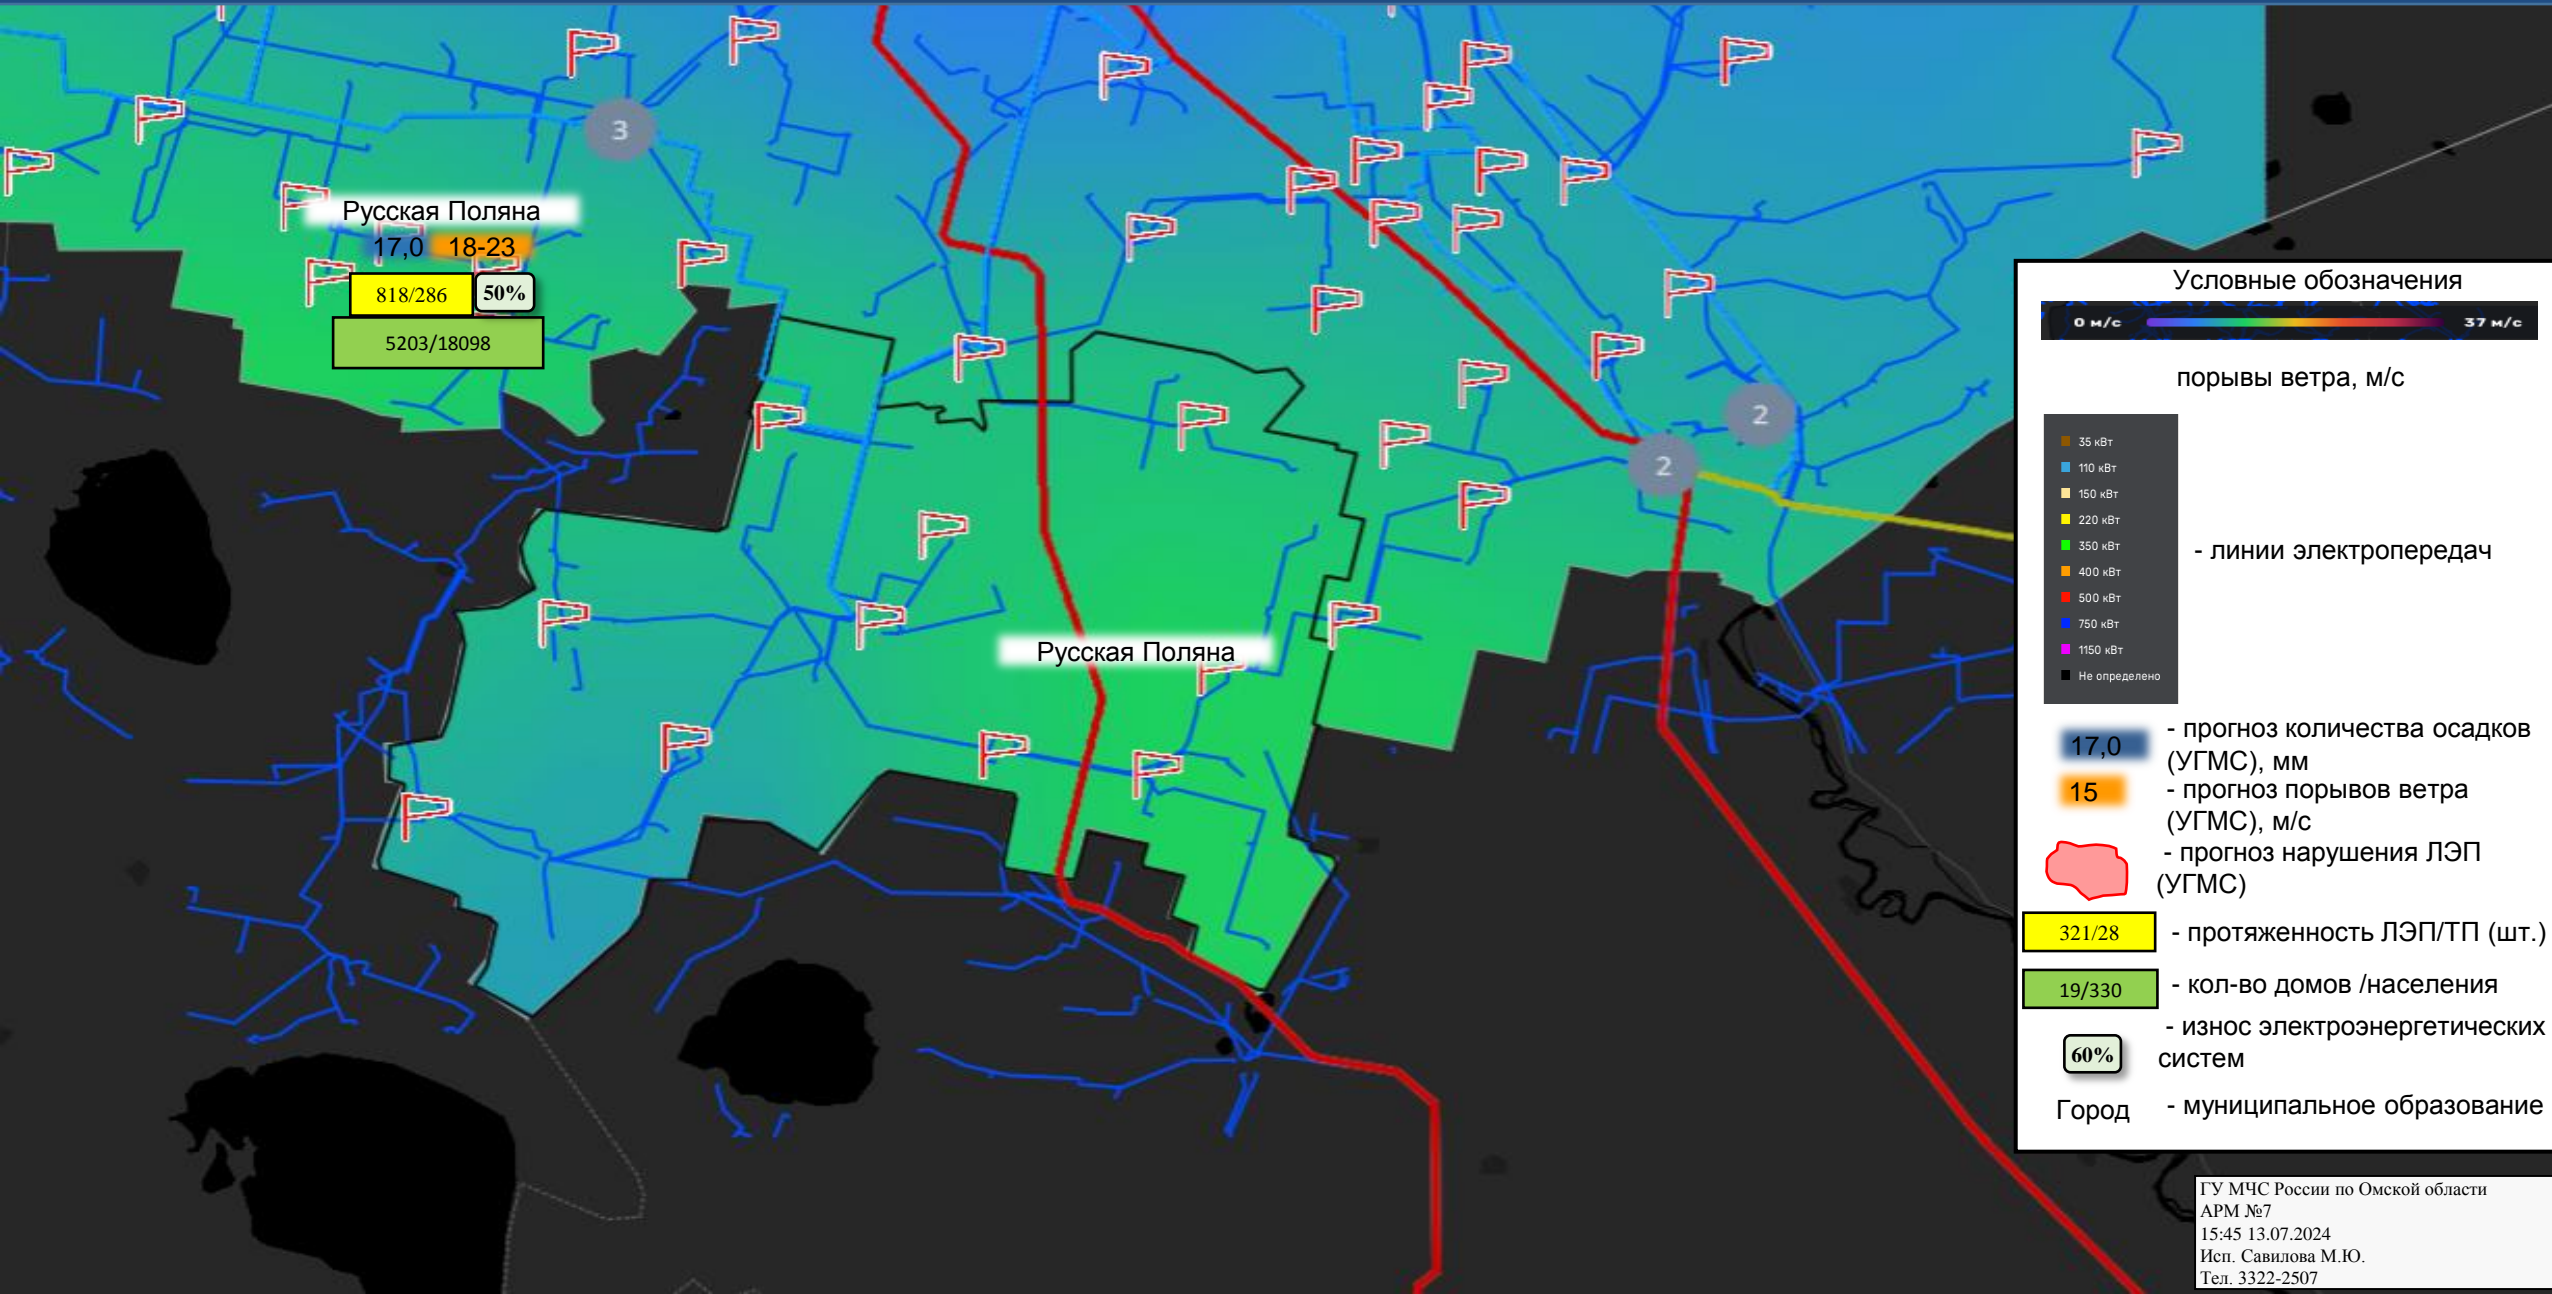 3
Русская Поляна
17,0 18-23
818/286 50%
5203/18098
2
2
Русская Поляна
Условные обозначения
0 м/с 37 м/с
порывы ветра, м/с
35 кВт
110 кВт
150 кВт
220 кВт
350 кВт
400 кВт
500 кВт
750 кВт
1150 кВт
Не определено
- линии электропередач
17,0 - прогноз количества осадков
(УГМС), мм
15 - прогноз порывов ветра
(УГМС), м/с
- прогноз нарушения ЛЭП
(УГМС)
321/28 - протяженность ЛЭП/ТП (шт.)
19/330 - кол-во домов /населения
- износ электроэнергетических
60% систем
Город - муниципальное образование
ГУ МЧС России по Омской области
АРМ №7
15:45 13.07.2024
Исп. Савилова М.Ю.
Тел. 3322-2507